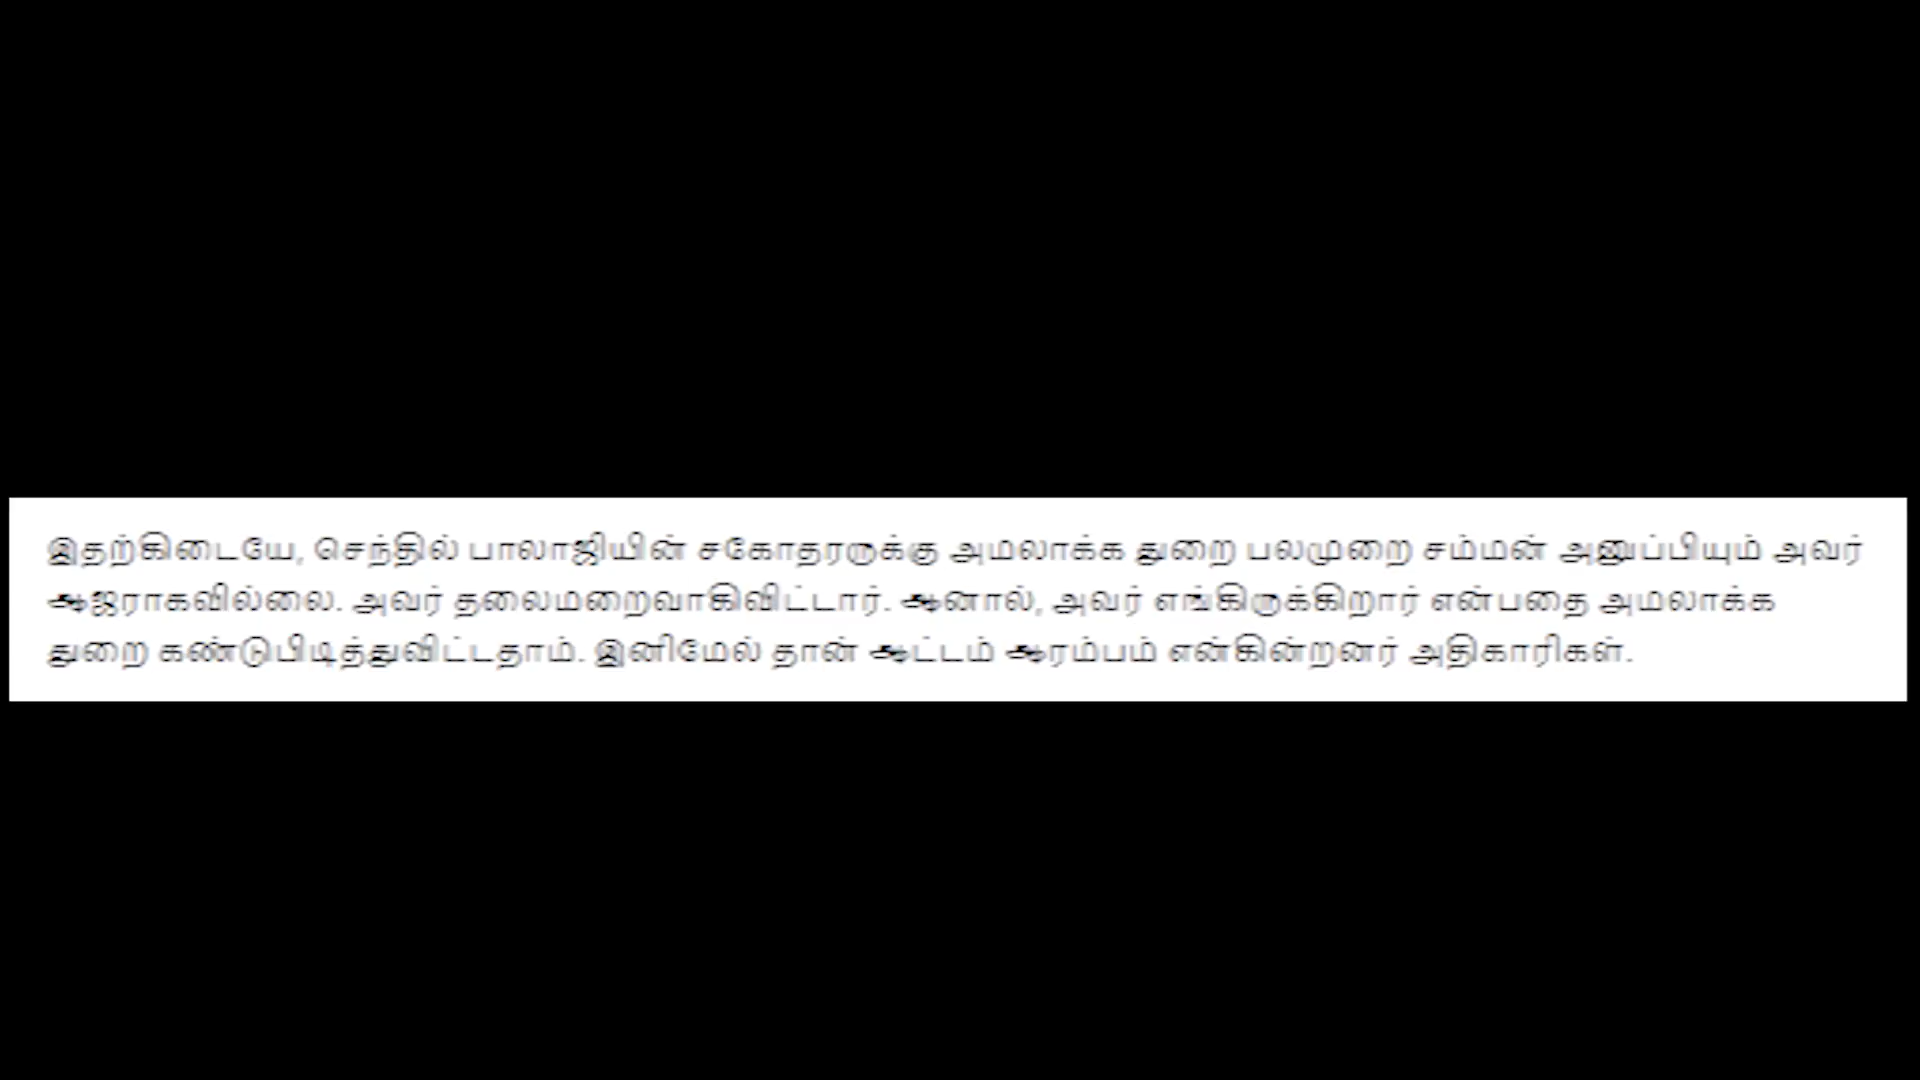 இதற்கிடையே, செந்தில் பாலாஜியின் சகோதரருக்கு அமலாக்க துறை பலமுறை சம்மன் அனுப்பியும் அவர்
ஆஜராகவில்லை. அவர் தலைமறைவாகிவிட்டார். ஆனால், அவர் எங்கிருக்கிறார் என்பதை அமலாக்க
துறை கண்டுபிடித்துவிட்டதாம். இனிமேல் தான் ஆட்டம் ஆரம்பம் என்கின்றனர் அதிகாரிகள்.